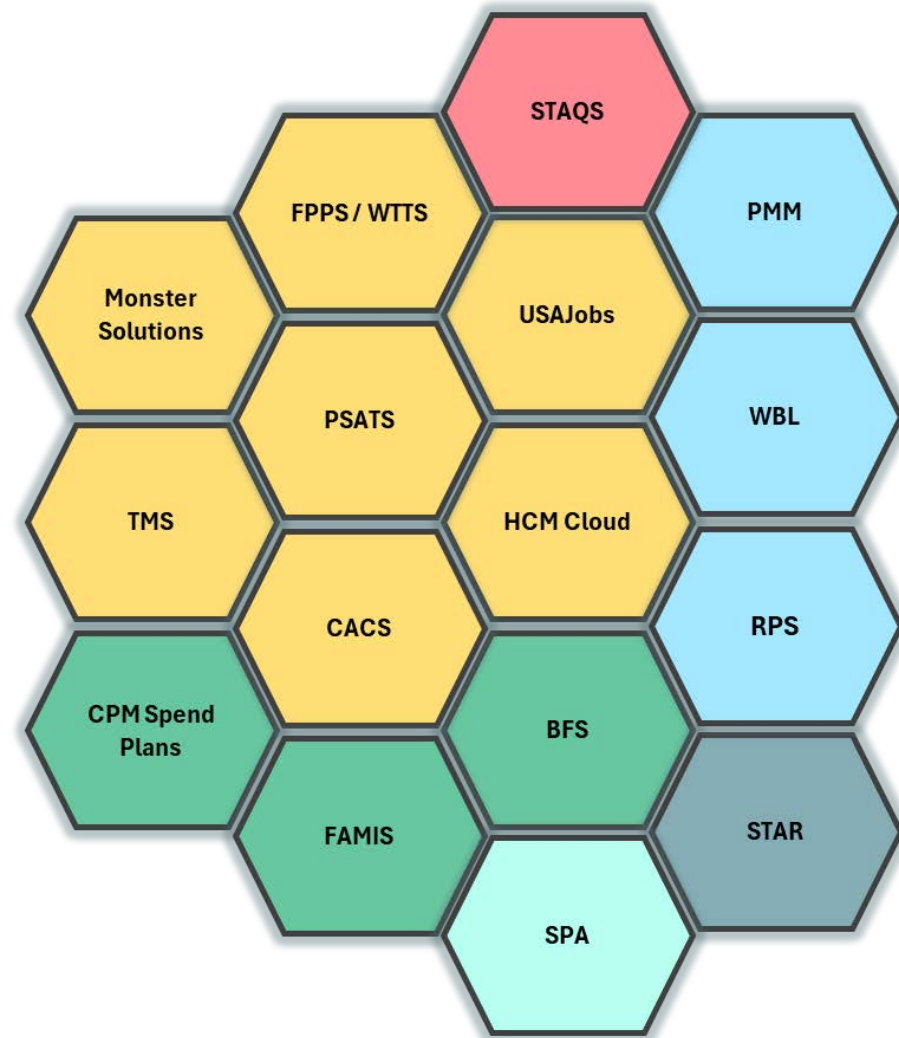 STAQS
FPPS / WTTS
PMM
Monster
Solutions
USAJobs
PSATS
WBL
TMS
HCM Cloud
CACS
RPS
CPM Spend
Plans
BFS
FAMIS
STAR
SPA